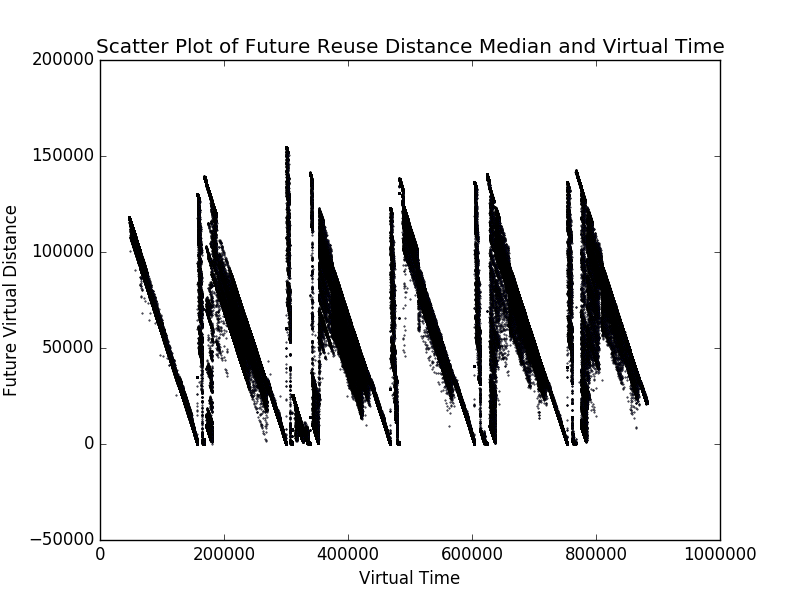 Scatter Plot of Future Reuse Distance Median and Virtual Time
200000
150000
100000
50000
0
−50000
Future Virtual Distance
0 200000 400000 600000 800000 1000000
Virtual Time